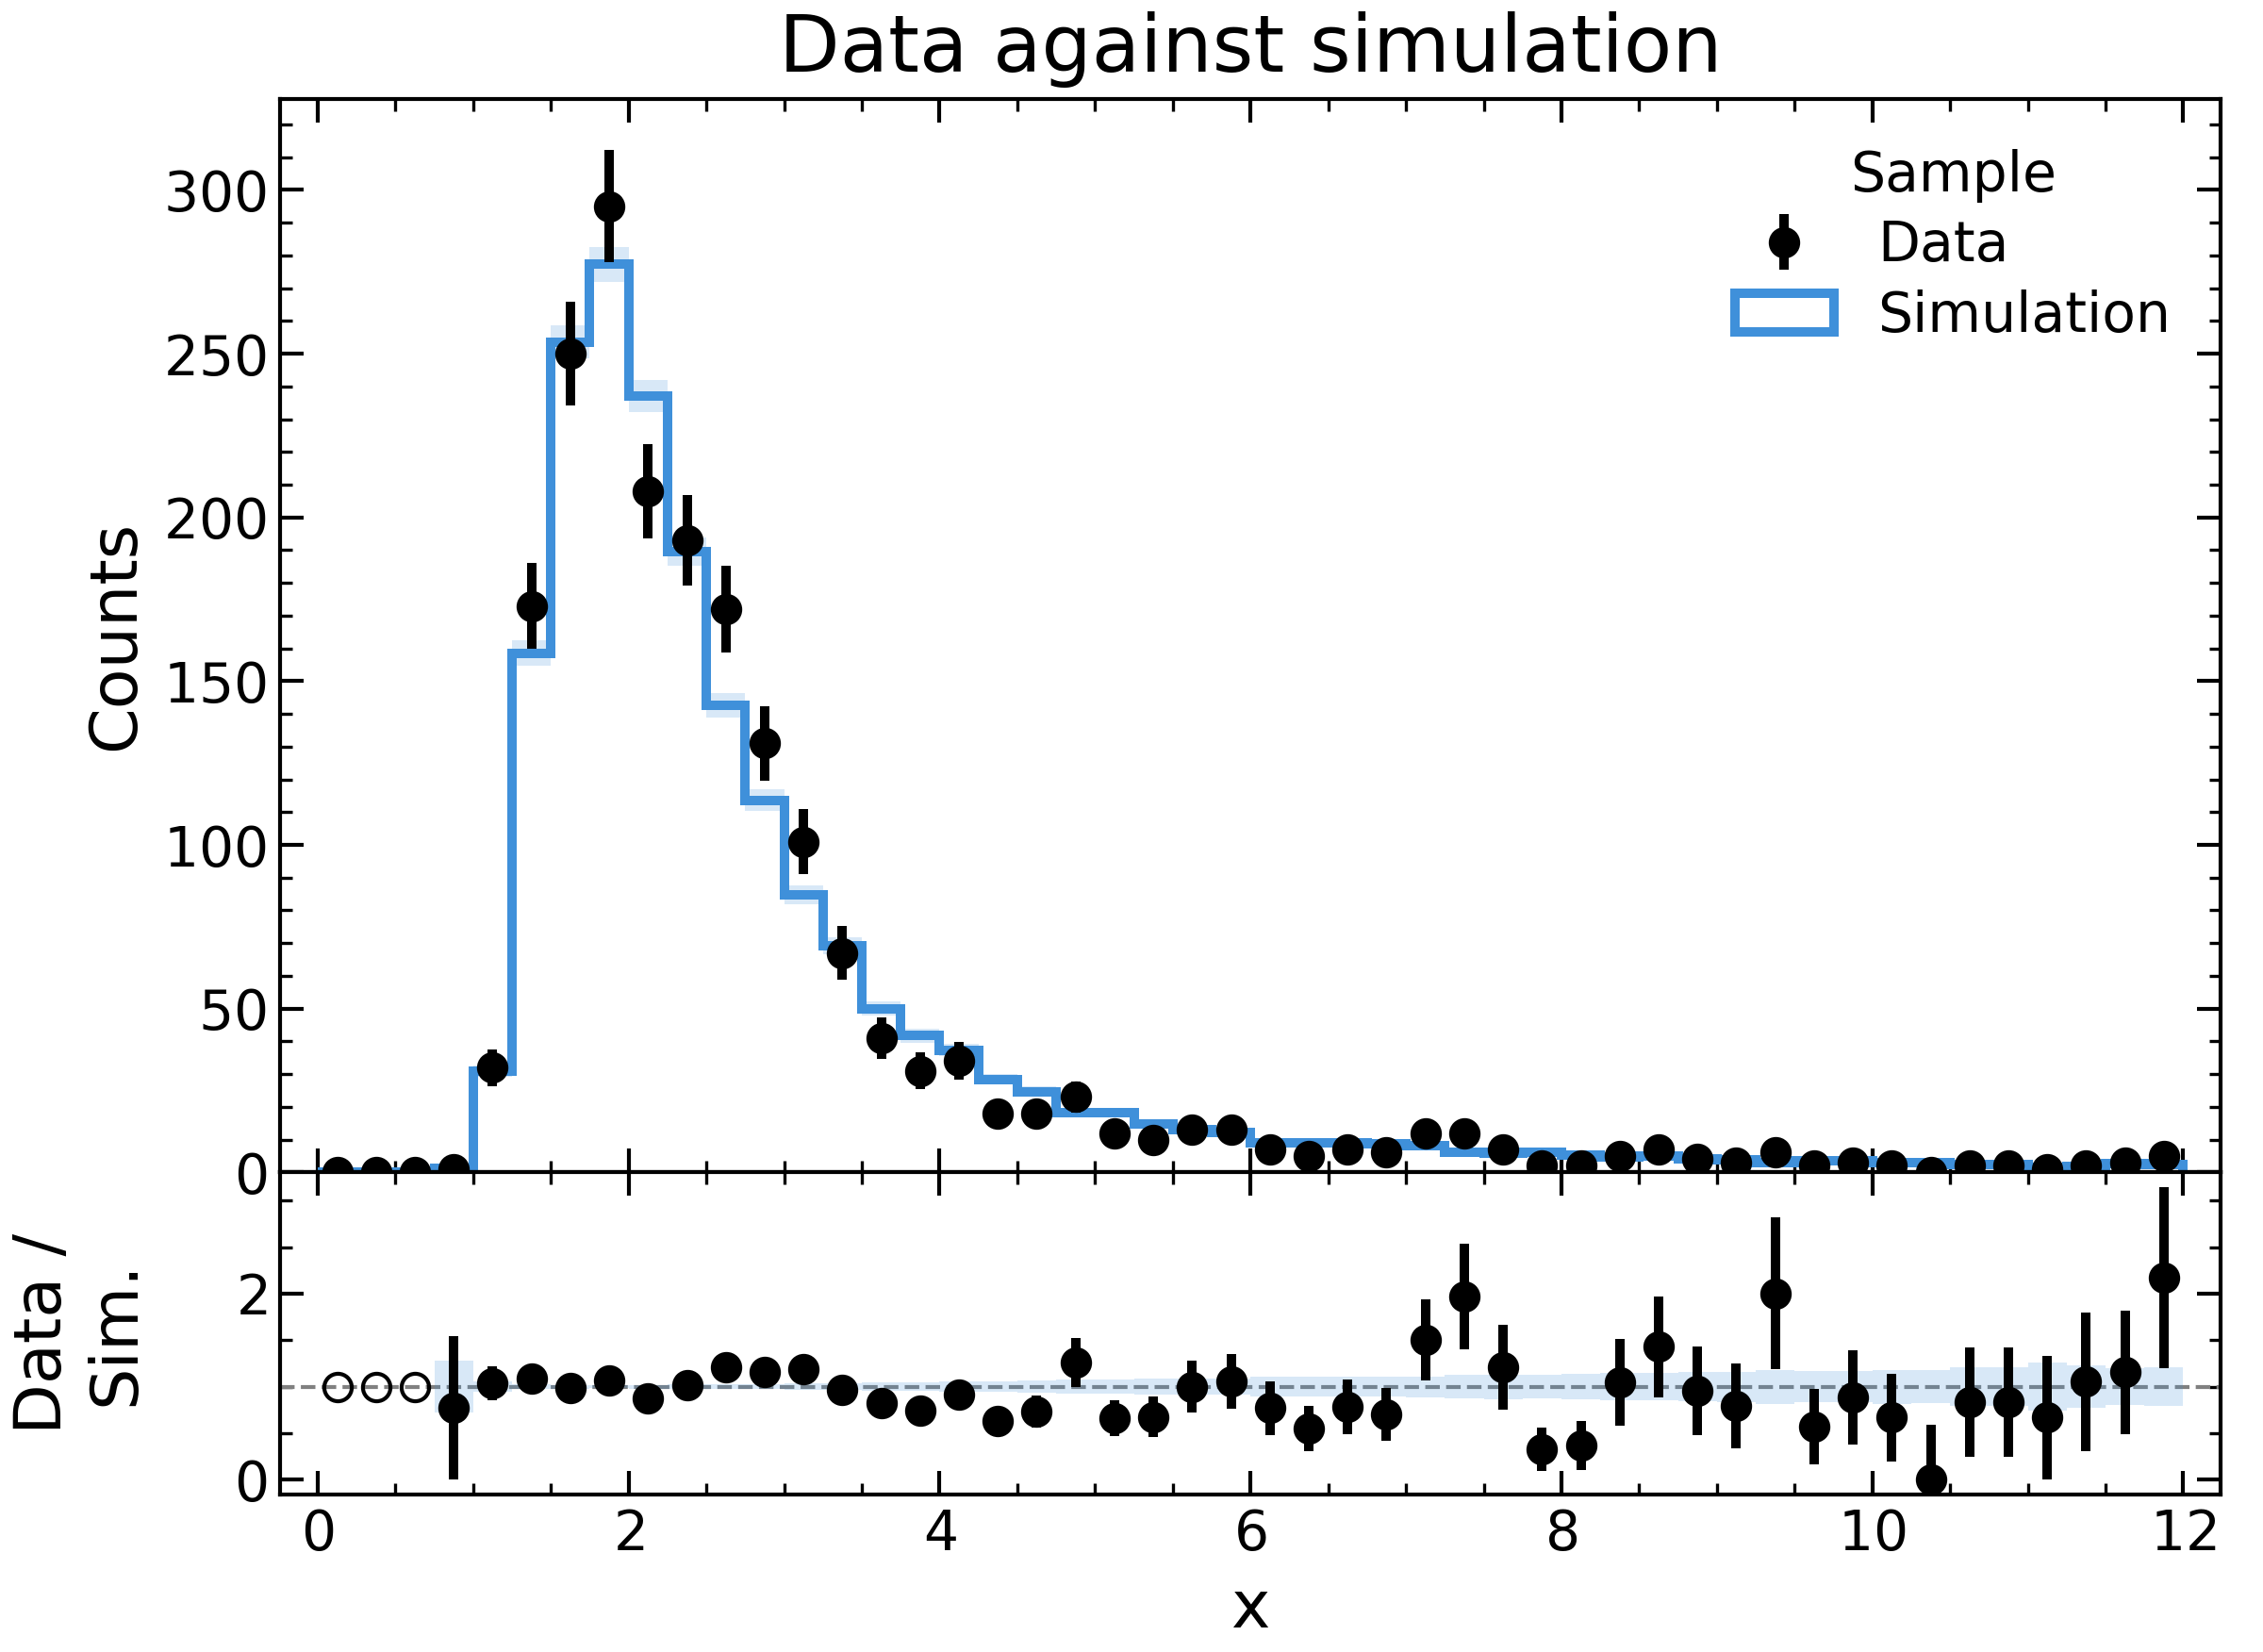 Data against simulation
Counts
300
250
200
150
100
50
0
Sample
Data
Simulation
Data /
Sim.
2
0
0 2 4 6 8 10 12
x